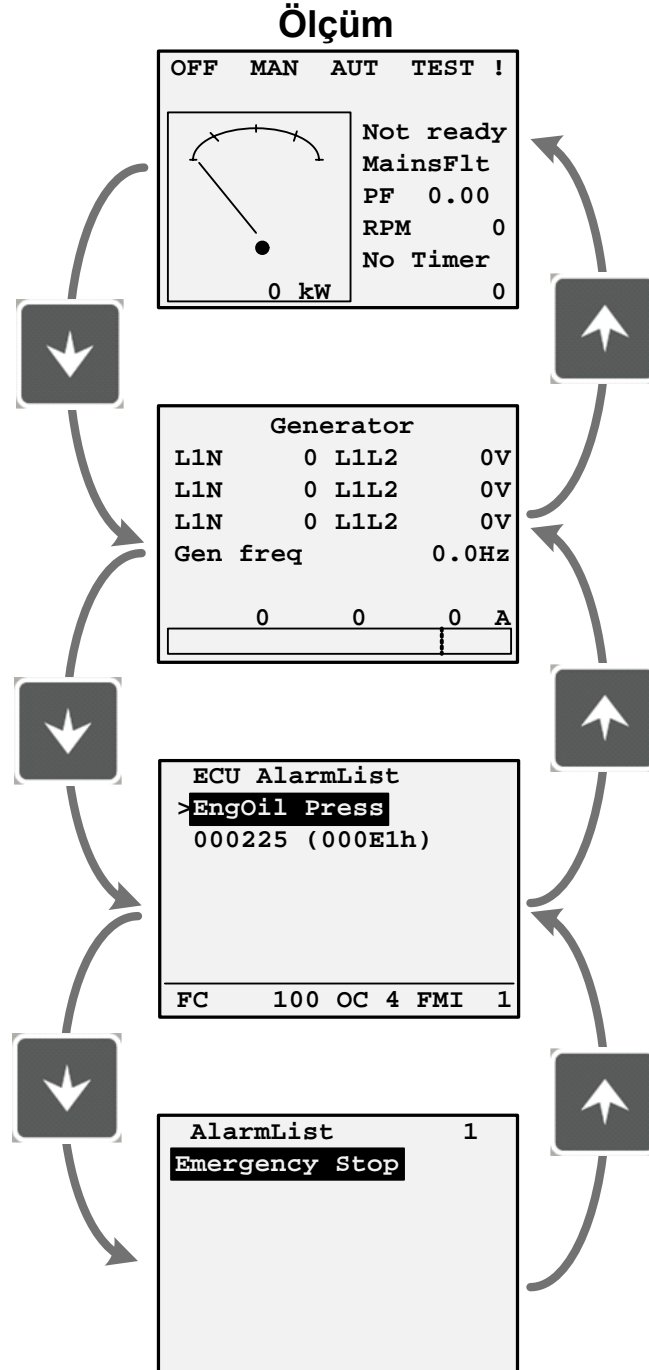 Ölçüm
OFF MAN AUT TEST !
Not ready
MainsFlt
PF 0.00
RPM 0
No Timer
0 kW 0
Generator
L1N 0 L1L2 0V
L1N 0 L1L2 0V
L1N 0 L1L2 0V
Gen freq 0.0Hz
0 0 0 A
ECU AlarmList
>EngOil Press
000225 (000E1h)
FC 100 OC 4 FMI 1
AlarmList 1
Emergency Stop